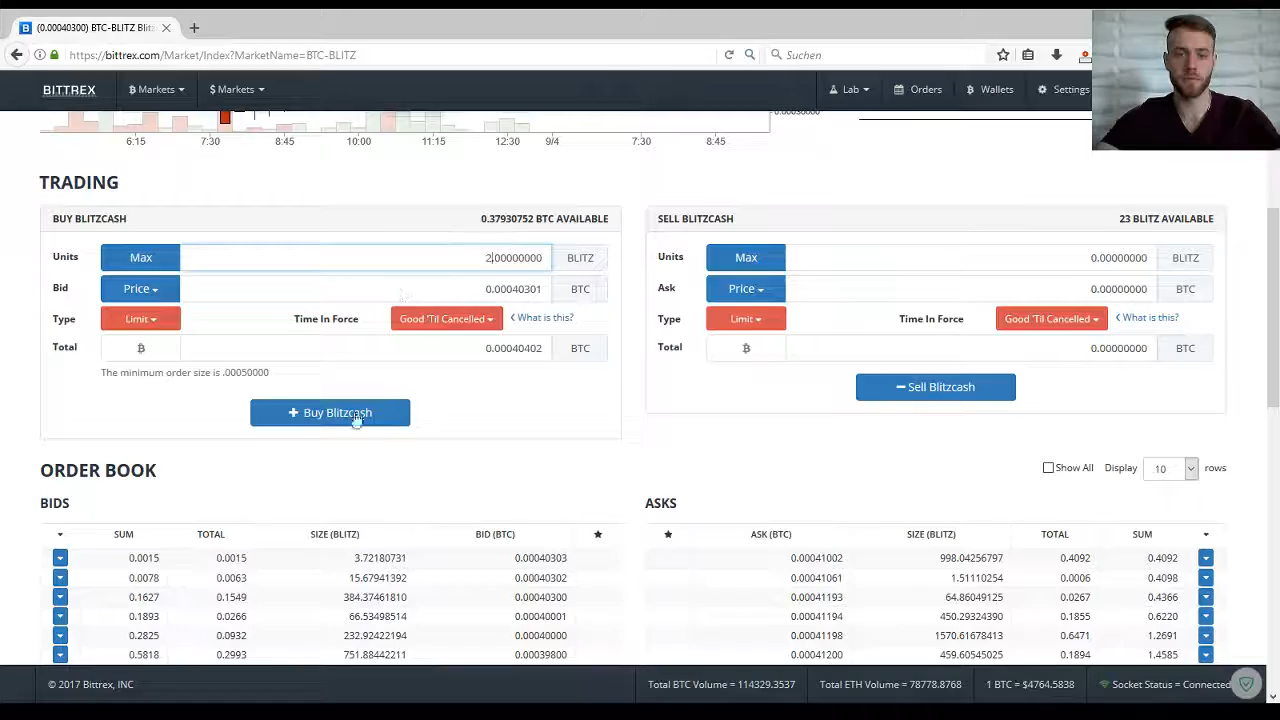 (0.00040300) BTC-BLITZ Blitz
https://bittrex.com/Market/Index?MarketName=BTC-BLITZ
Suchen
BITTREX
Markets
$ Markets
Lab
Orders
Wallets
Settings
0.00030000
6:15 7:30 8:45 10:00 11:15 12:30 9/4 7:30 8:45
TRADING
BUY BLITZCASH 0.37930752 BTC AVAILABLE
Units Max 2.00000000 BLITZ
Bid Price 0.00040301 BTC
Type Limit Time In Force Good 'Til Cancelled What is this?
Total 0.00040402 BTC
The minimum order size is .00050000
+ Buy Blitzcash
SELL BLITZCASH 23 BLITZ AVAILABLE
Units Max 0.00000000 BLITZ
Ask Price 0.00000000 BTC
Type Limit Time In Force Good 'Til Cancelled What is this?
Total 0.00000000 BTC
Sell Blitzcash
ORDER BOOK
Show All Display 10 rows
BIDS
SUM TOTAL SIZE (BLITZ) BID (BTC)
0.0015 0.0015 3.72180731 0.00040303
0.0078 0.0063 15.67941392 0.00040302
0.1627 0.1549 384.37461810 0.00040300
0.1893 0.0266 66.53498514 0.00040001
0.2825 0.0932 232.92422194 0.00040000
0.5818 0.2993 751.88442211 0.00039800
ASKS
ASK (BTC) SIZE (BLITZ) TOTAL SUM
0.00041002 998.04256797 0.4092 0.4092
0.00041061 1.51110254 0.0006 0.4098
0.00041193 64.86049125 0.0267 0.4366
0.00041194 450.29324390 0.1855 0.6220
0.00041198 1570.61678413 0.6471 1.2691
0.00041200 459.60545025 0.1894 1.4585
© 2017 Bittrex, INC
Total BTC Volume = 114329.3537
Total ETH Volume = 78778.8768
1 BTC = $4764.5838
Socket Status = Connected